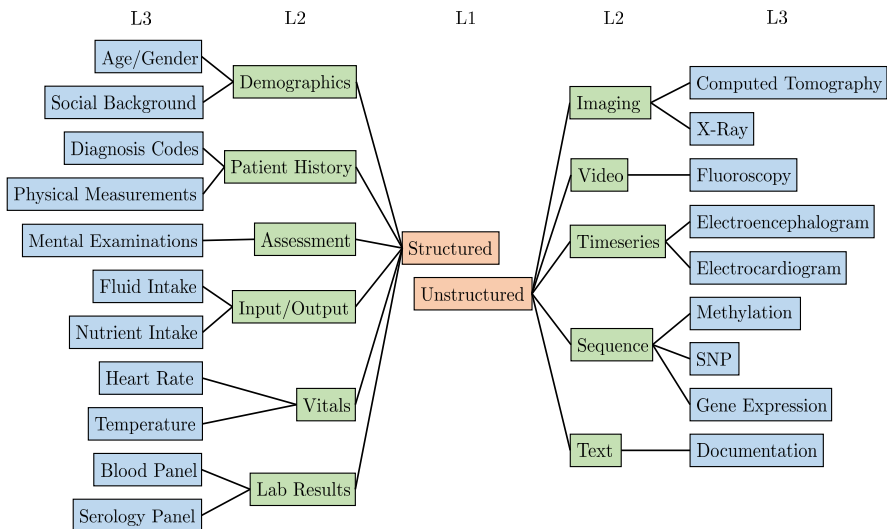 L3
L2
L1
L2
L3
Age/Gender
Social Background
Diagnosis Codes
Physical Measurements
Mental Examinations
Fluid Intake
Nutrient Intake
Heart Rate
Temperature
Blood Panel
Serology Panel
Demographics
Patient History
Assessment
Input/Output
Vitals
Lab Results
Structured
Unstructured
Imaging
Video
Timeseries
Sequence
Text
Computed Tomography
X-Ray
Fluoroscopy
Electroencephalogram
Electrocardiogram
Methylation
SNP
Gene Expression
Documentation